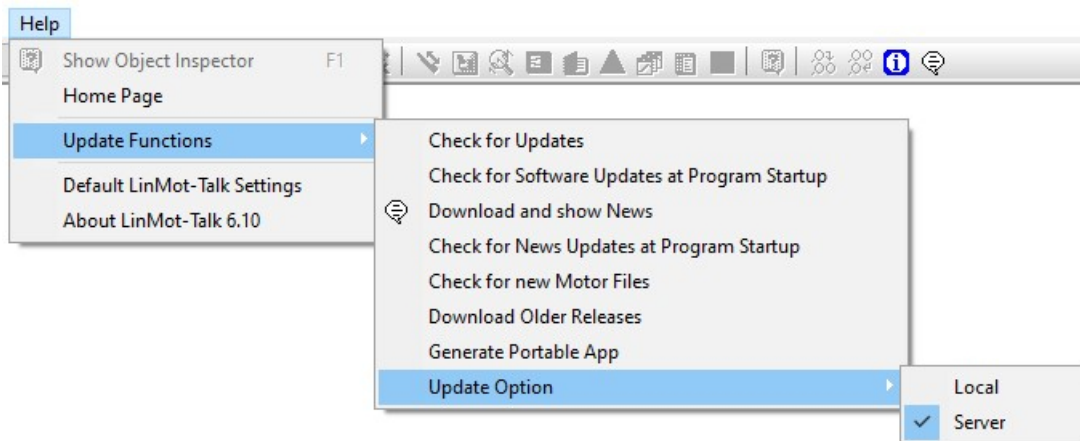 Help
Show Object Inspector F1
Home Page
Update Functions
Default LinMot-Talk Settings
About LinMot-Talk 6.10
Check for Updates
Check for Software Updates at Program Startup
Download and show News
Check for News Updates at Program Startup
Check for new Motor Files
Download Older Releases
Generate Portable App
Update Option
Local
Server